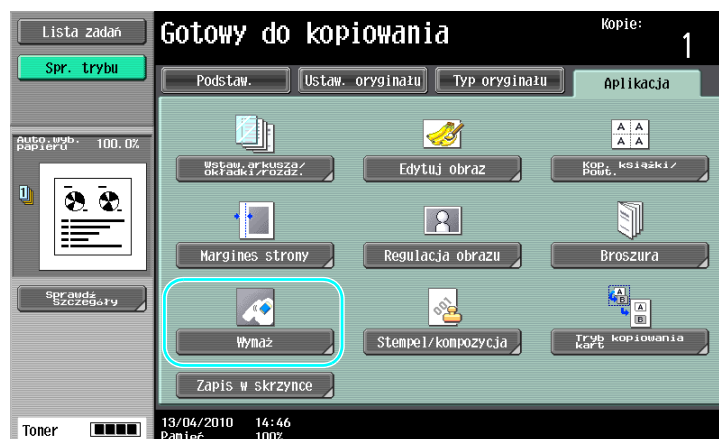 Lista zadań
Gotowy do kopiowania
Kopie:
1
Spr. trybu
Podstaw.
Ustaw. oryginału
Typ oryginału
Aplikacja
Auto.wyb.
papieru
100.0%
Wstaw.arkusza/
okładki/rozdz.
Edytuj obraz
Kop. książki/
Powt.
1
Margines strony
Regulacja obrazu
Broszura
Sprawdź
Szczegóły
Wymaż
Stempel/kompozycja
Tryb kopiowania
kart
Zapis w skrzynce
Toner
13/04/2010 14:46
Pamięć 100%